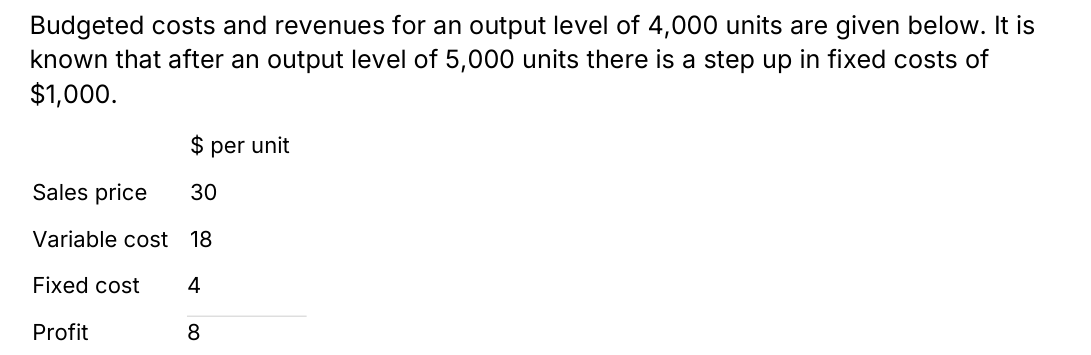 Budgeted costs and revenues for an output level of 4,000 units are given below. It is
known that after an output level of 5,000 units there is a step up in fixed costs of
$1,000.
$ per unit
Sales price 30
Variable cost 18
Fixed cost 4
Profit 8